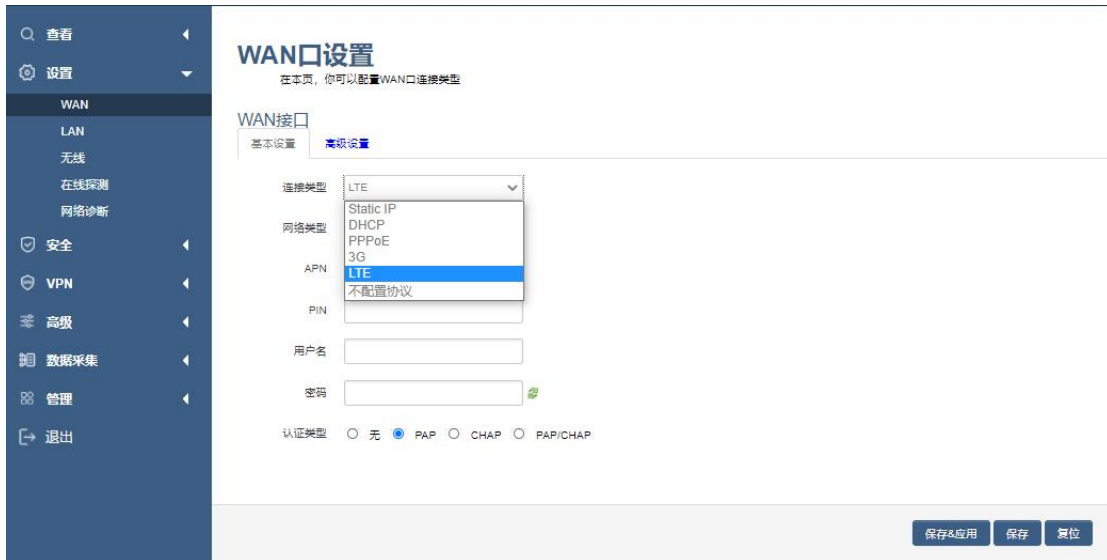 查看
设置
WAN
LAN
无线
在线探测
网络诊断
安全
VPN
高级
数据采集
管理
退出
WAN口设置
在本页，你可以配置WAN口连接类型
WAN接口
基本设置 高级设置
连接类型 LTE
Static IP
网络类型 DHCP
PPPoE
3G
APN LTE
不配置协议
PIN
用户名
密码
认证类型 无 PAP CHAP PAP/CHAP
保存&应用 保存 复位